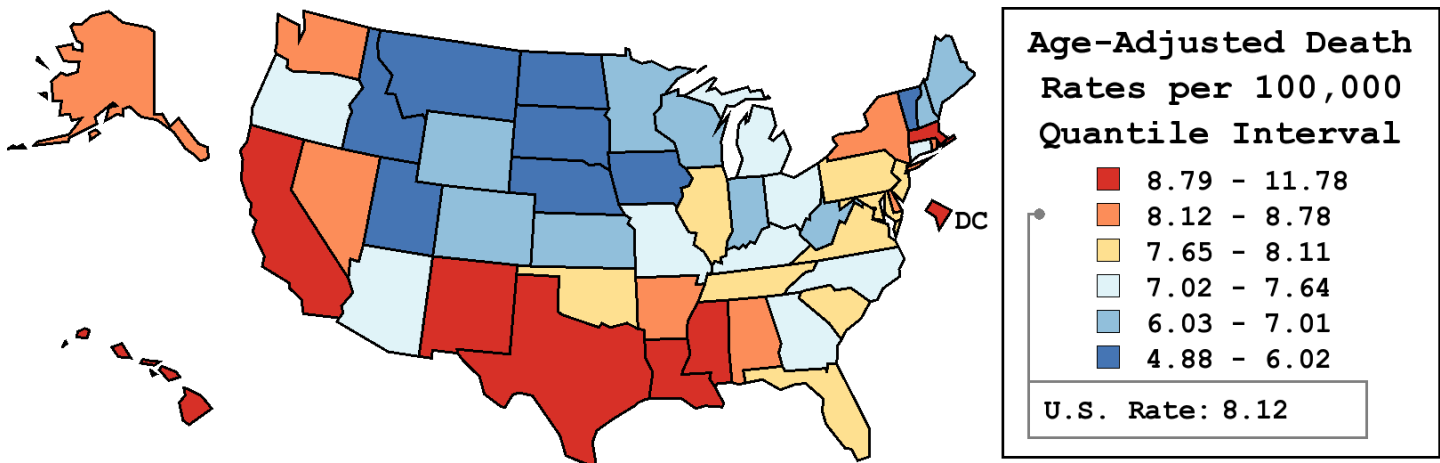 Age-Adjusted Death
Rates per 100,000
Quantile Interval
8.79 - 11.78
8.12 - 8.78
7.65 - 8.11
7.02 - 7.64
6.03 - 7.01
4.88 - 6.02
U.S. Rate: 8.12
DC